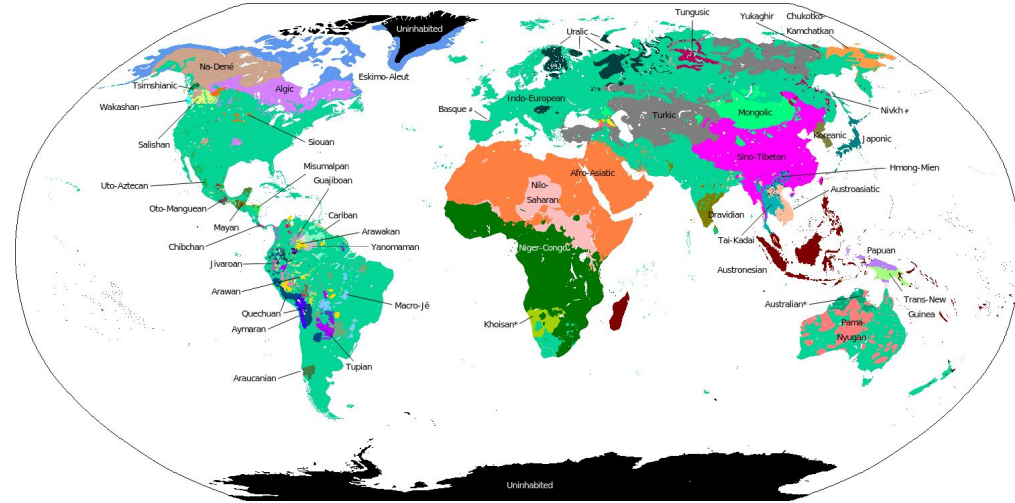 Uninhabited
Tungusic
Yukaghir
Chukotko-
Kamchatkan
Uralic
Na-Dené
Eskimo-Aleut
Tsimshianic
Algic
Wakashan
Basque #
Indo-European
Mongolic
Nivkh #
Turkic
Koreanic
Japonic
Salishan
Siouan
Sino-Tibetan
Misumalpan
Hmong-Mien
Guajiboan
Afro-Asiatic
Uto-Aztecan
Nilo-
Saharan
Austroasiatic
Oto-Manguean
Cariban
Dravidian
Mayan
Arawakan
Tai-Kadai
Chibchan
Yanomaman
Niger-Congo
Papuan
Jivaroan
Austronesian
Arawan
Macro-Jê
Australian*
Trans-New
Guinea
Quechuan
Khoisan*
Aymaran
Pama-
Nyugan
Tupian
Araucanian
Uninhabited